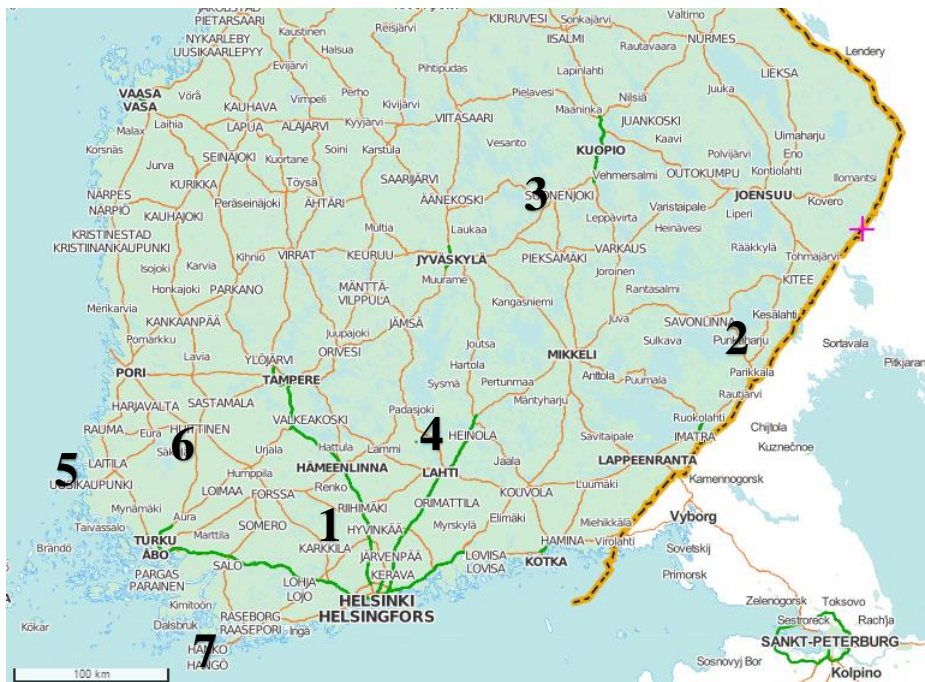 PIETARSAARI
Kaustinen
Reisjärvi
KIURUVESI
Sonkajärvi
Valtimo
NYKARLEBY
UUSIKAARLEPYY
Halsua
IISALMI
Rautavaara
NURMES
Lendery
Evijärvi
Pihtipudas
Lapinlahti
LIEKSA
VAASA
VASA
Vörå
KAUHAVA
Vimpeli
Perho
Kivijärvi
Pielavesi
Maaninka
Nilsiä
Juuka
Malax
Laihia
LAPUA
ALAJÄRVI
Kyyjärvi
VIITASAARI
JUANKOSKI
Kaavi
Uimaharju
Korsnäs
Jurva
SEINÄJOKI
Kuortane
Soini
Karstula
Vesanto
KUOPIO
Polvijärvi
Eno
NÄRPES
NÄRPIÖ
KURIKKA
Töysä
SAARIJÄRVI
Vehmersalmi
OUTOKUMPU
Kontiolahti
Ilomantsi
KAUHAJOKI
Peräseinäjoki
ÄHTÄRI
ÄÄNEKOSKI
3
SUONENJOKI
Leppävirta
Varistaipale
Liperi
JOENSUU
Kovero
KRISTINESTAD
KRISTIINANKAUPUNKI
Multia
Laukaa
Heinävesi
Isojoki
Karvia
Kihniö
VIRRAT
KEURUU
JYVÄSKYLÄ
PIEKSÄMÄKI
VARKAUS
Rääkkylä
Tohmajärvi
Honkajoki
PARKANO
MÄNTTÄ-
VILPPULA
Muurame
Joroinen
KITEE
Merikarvia
KANKAANPÄÄ
Kangasniemi
Rantasalmi
Pomarkku
Juupajoki
JÄMSÄ
Juva
SAVONLINNA
Kesälahti
Lavia
YLÖJÄRVI
ORIVESI
Joutsa
MIKKELI
Sulkava
2
Punkaharju
Sortavala
PORI
TAMPERE
Hartola
Anttola
Puumala
Parikkala
Pitkjaran
Sysmä
Pertunmaa
Rautjärvi
HARJAVALTA
SASTAMALA
VALKEAKOSKI
Padasjoki
Mäntyharju
Ruokolahti
RAUMA
Eura
6
HUITTINEN
Säkylä
Urjala
Hattula
Lammi
4
HEINOLA
Savitaipale
IMATRA
Chijtola
Kuznečnoe
5
LAITILA
UUSIKAUPUNKI
Humppila
HÄMEENLINNA
LAHTI
Jaala
LAPPEENRANTA
Kamennogorsk
LOIMAA
FORSSA
Renko
KOUVOLA
Luumäki
Mynämäki
Aura
RIIHIMÄKI
ORIMATTILA
Elimäki
Miehikkälä
Vyborg
Taivassalo
SOMERO
1
HYVINKÄÄ
Myrskylä
HAMINA
Virolahti
Brändö
TURKU
ÅBO
Marttila
KARKKILA
JÄRVENPÄÄ
LOVIISA
LOVISA
KOTKA
Sovetskij
PARGAS
PARAINEN
SALO
LOHJA
LOJO
KERAVA
Primorsk
Kimitoön
HELSINKI
HELSINGFORS
Zelenogorsk
Toksovo
Kökar
Dalsbruk
RASEBORG
RAASEPORI
Ingå
Sestroreck
Rachja
7
HANKO
HANGÖ
SANKT-PETERBURG
Sosnovyj Bor
Kolpino
100 km